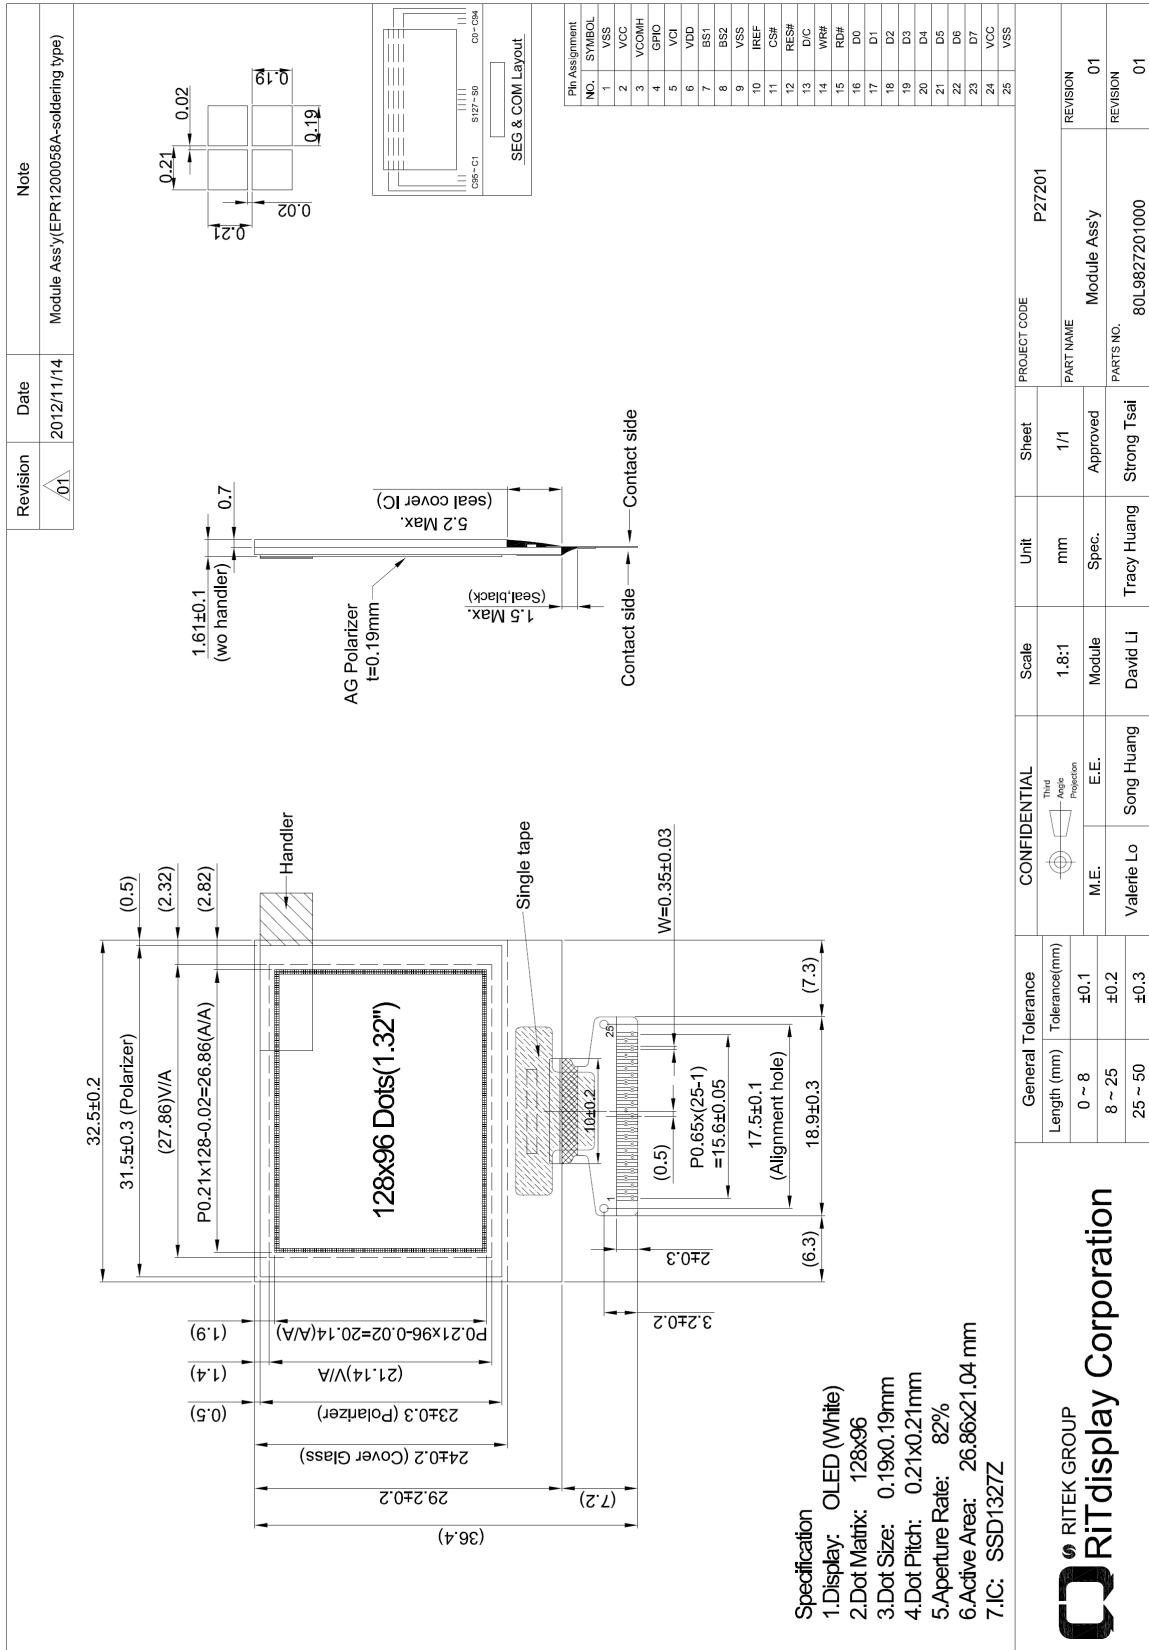 Revision Date Note
01 2012/11/14 Module Ass'y(EPR1200058A-soldering type)
32.5±0.2
31.5±0.3 (Polarizer)
(27.86)V/A
P0.21x128-0.02=26.86(A/A)
(0.5)
(2.32)
(2.82)
Handler
128x96 Dots(1.32")
(1.9)
(1.4)
(0.5)
P0.21x96-0.02=20.14(A/A)
(21.14)V/A
23±0.3 (Polarizer)
24±0.2 (Cover Glass)
29.2±0.2
(7.2)
(36.4)
Single tape
10±0.2
W=0.35±0.03
1
25
(0.5)
P0.65x(25-1)
=15.6±0.05
17.5±0.1
(Alignment hole)
18.9±0.3
(6.3)
(7.3)
2±0.3
3.2±0.2
1.61±0.1
(wo handler)
0.7
AG Polarizer
t=0.19mm
5.2 Max.
(seal cover IC)
1.5 Max.
(Seal,black)
Contact side
Contact side
0.21
0.02
0.19
0.19
0.21
0.02
C95~C1
S127~S0
C0~C94
SEG & COM Layout
Pin Assignment
NO. SYMBOL
1 VSS
2 VCC
3 VCOMH
4 GPIO
5 VCI
6 VDD
7 BS1
8 BS2
9 VSS
10 IREF
11 CS#
12 RES#
13 D/C
14 WR#
15 RD#
16 D0
17 D1
18 D2
19 D3
20 D4
21 D5
22 D6
23 D7
24 VCC
25 VSS
Specification
1.Display: OLED (White)
2.Dot Matrix: 128x96
3.Dot Size: 0.19x0.19mm
4.Dot Pitch: 0.21x0.21mm
5.Aperture Rate: 82%
6.Active Area: 26.86x21.04 mm
7.IC: SSD1327Z
RITEK GROUP
RiTdisplay Corporation
General Tolerance
Length (mm) Tolerance(mm)
0 ~ 8 ±0.1
8 ~ 25 ±0.2
25 ~ 50 ±0.3
CONFIDENTIAL
Third
Angle
Projection
M.E. E.E.
Valerie Lo Song Huang
Scale Unit Sheet
1.8:1 mm 1/1
Module Spec. Approved
David Li Tracy Huang Strong Tsai
PROJECT CODE
P27201
PART NAME
Module Ass'y
REVISION
01
PARTS NO.
80L9827201000
REVISION
01